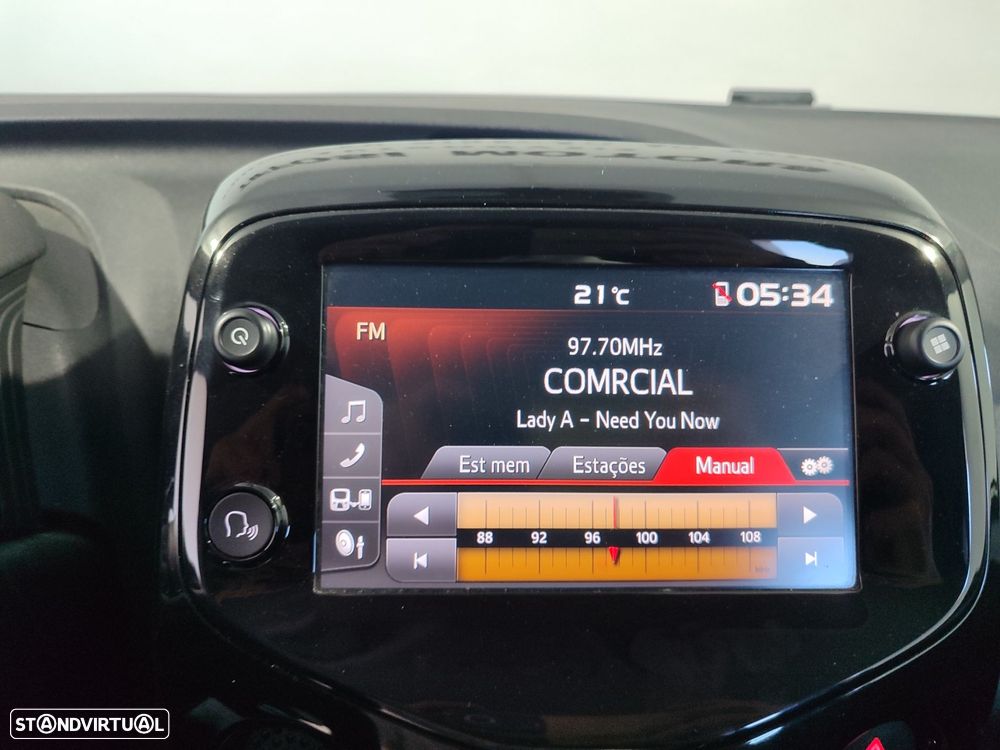 21°C 05:34
FM
97.70MHz
COMRCIAL
Lady A - Need You Now
Est mem Estações Manual
88 92 96 100 104 108
MHz
STANDVIRTUAL